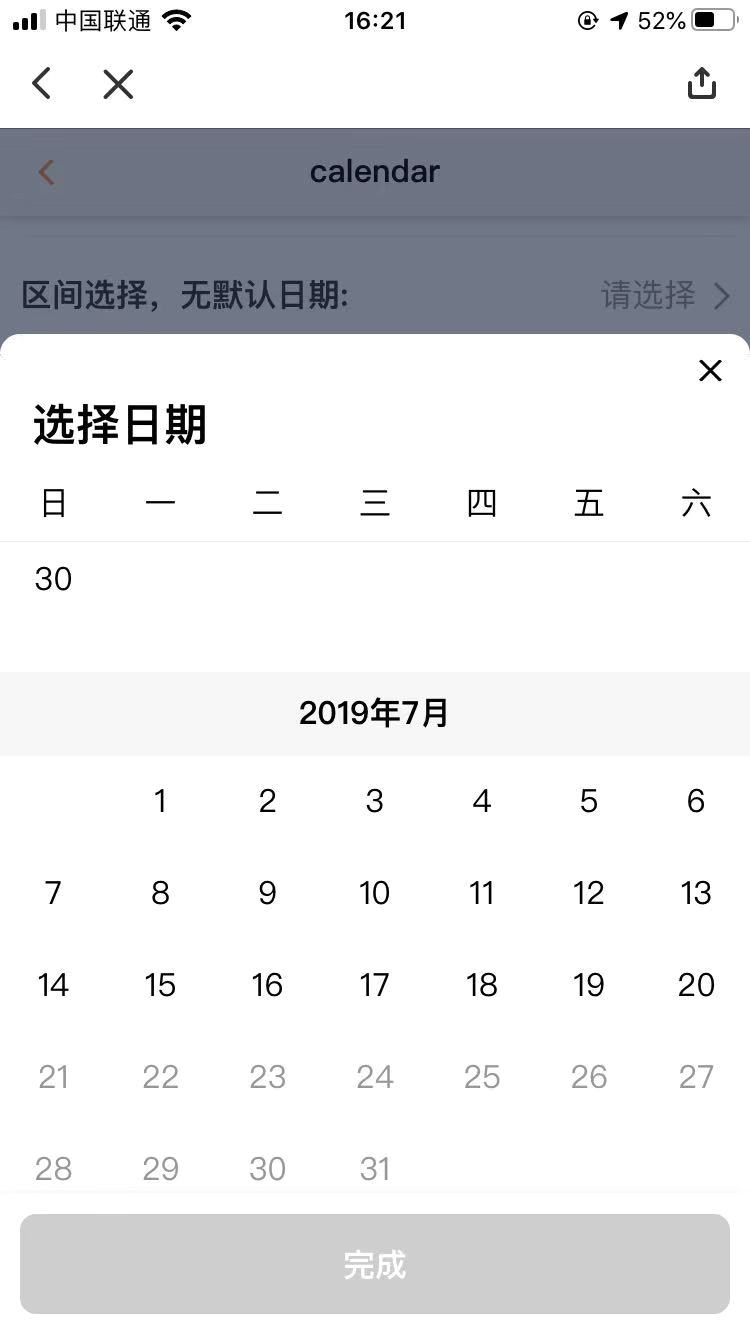 中国联通 16:21 52%
calendar
区间选择，无默认日期: 请选择
选择日期
日 一 二 三 四 五 六
30
2019年7月
1 2 3 4 5 6
7 8 9 10 11 12 13
14 15 16 17 18 19 20
21 22 23 24 25 26 27
28 29 30 31
完成